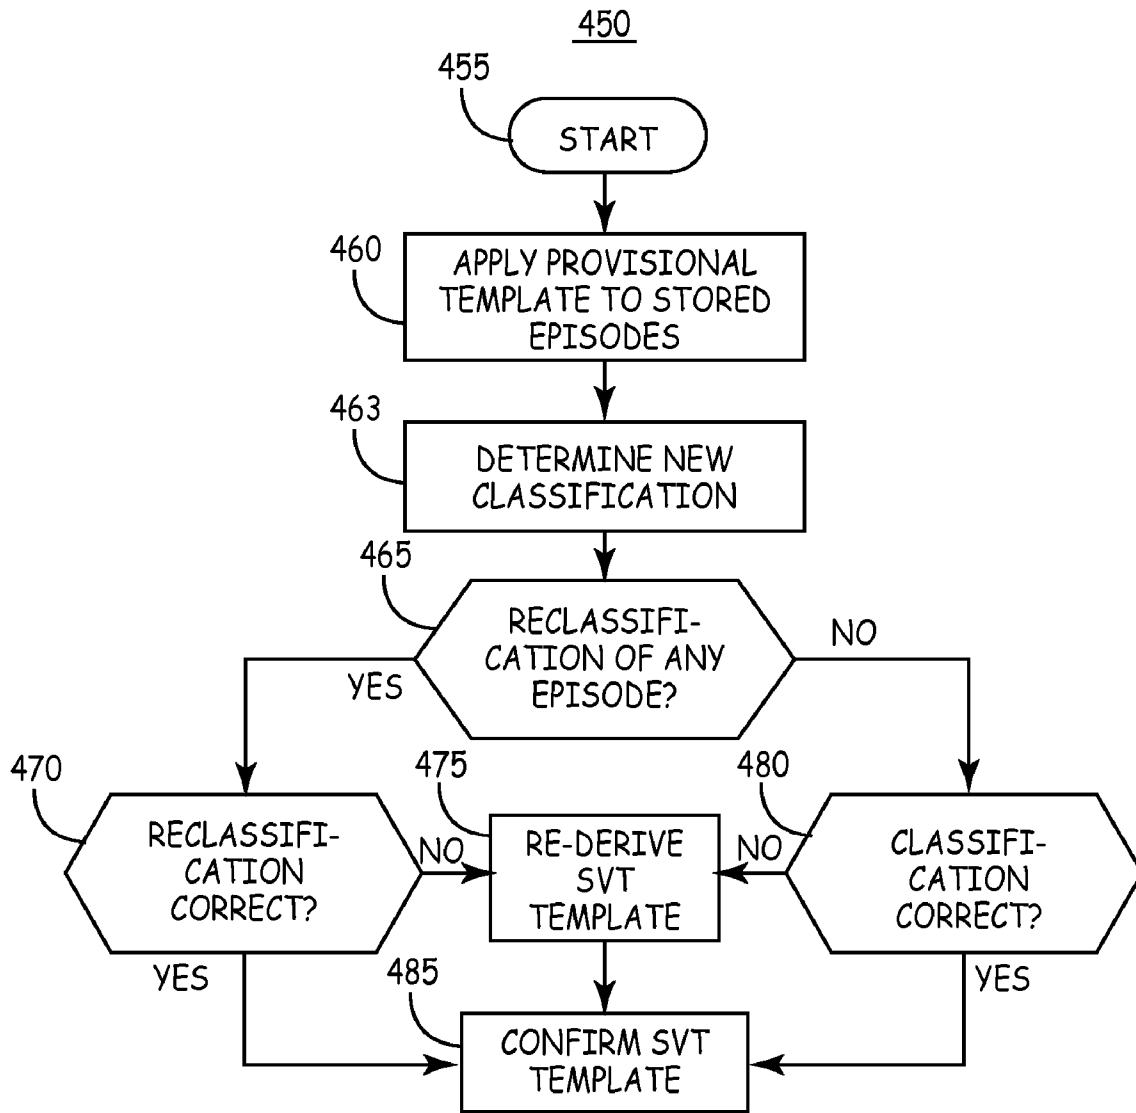 450
455
START
460
APPLY PROVISIONAL
TEMPLATE TO STORED
EPISODES
463
DETERMINE NEW
CLASSIFICATION
465
RECLASSIFI-
CATION OF ANY
EPISODE?
YES
NO
470
RECLASSIFI-
CATION
CORRECT?
NO
YES
475
RE-DERIVE
SVT
TEMPLATE
480
CLASSIFI-
CATION
CORRECT?
NO
YES
485
CONFIRM SVT
TEMPLATE